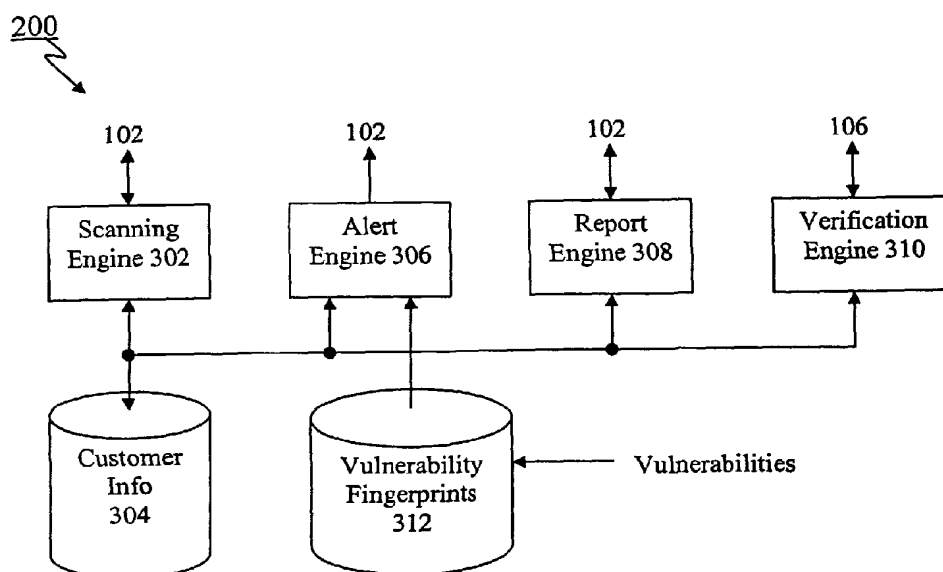 200
102
102
102
106
Scanning
Engine 302
Alert
Engine 306
Report
Engine 308
Verification
Engine 310
Customer
Info
304
Vulnerability
Fingerprints
312
Vulnerabilities